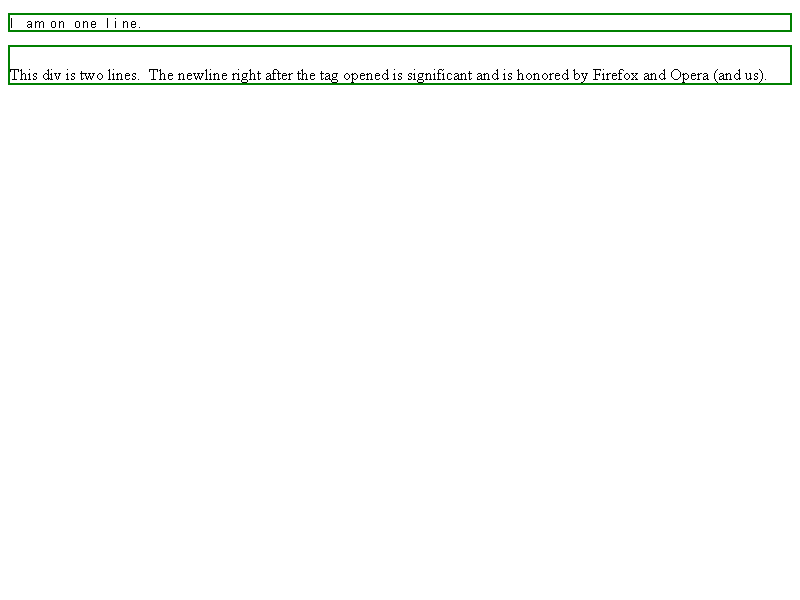 I am on one line.
This div is two lines.  The newline right after the tag opened is significant and is honored by Firefox and Opera (and us).